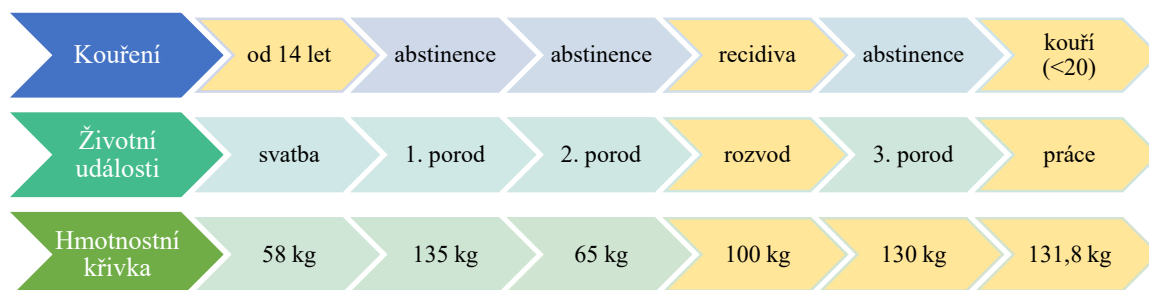 Kouření
od 14 let
abstinence
abstinence
recidiva
abstinence
kouří
(<20)
Životní
události
svatba
1. porod
2. porod
rozvod
3. porod
práce
Hmotnostní
křivka
58 kg
135 kg
65 kg
100 kg
130 kg
131,8 kg